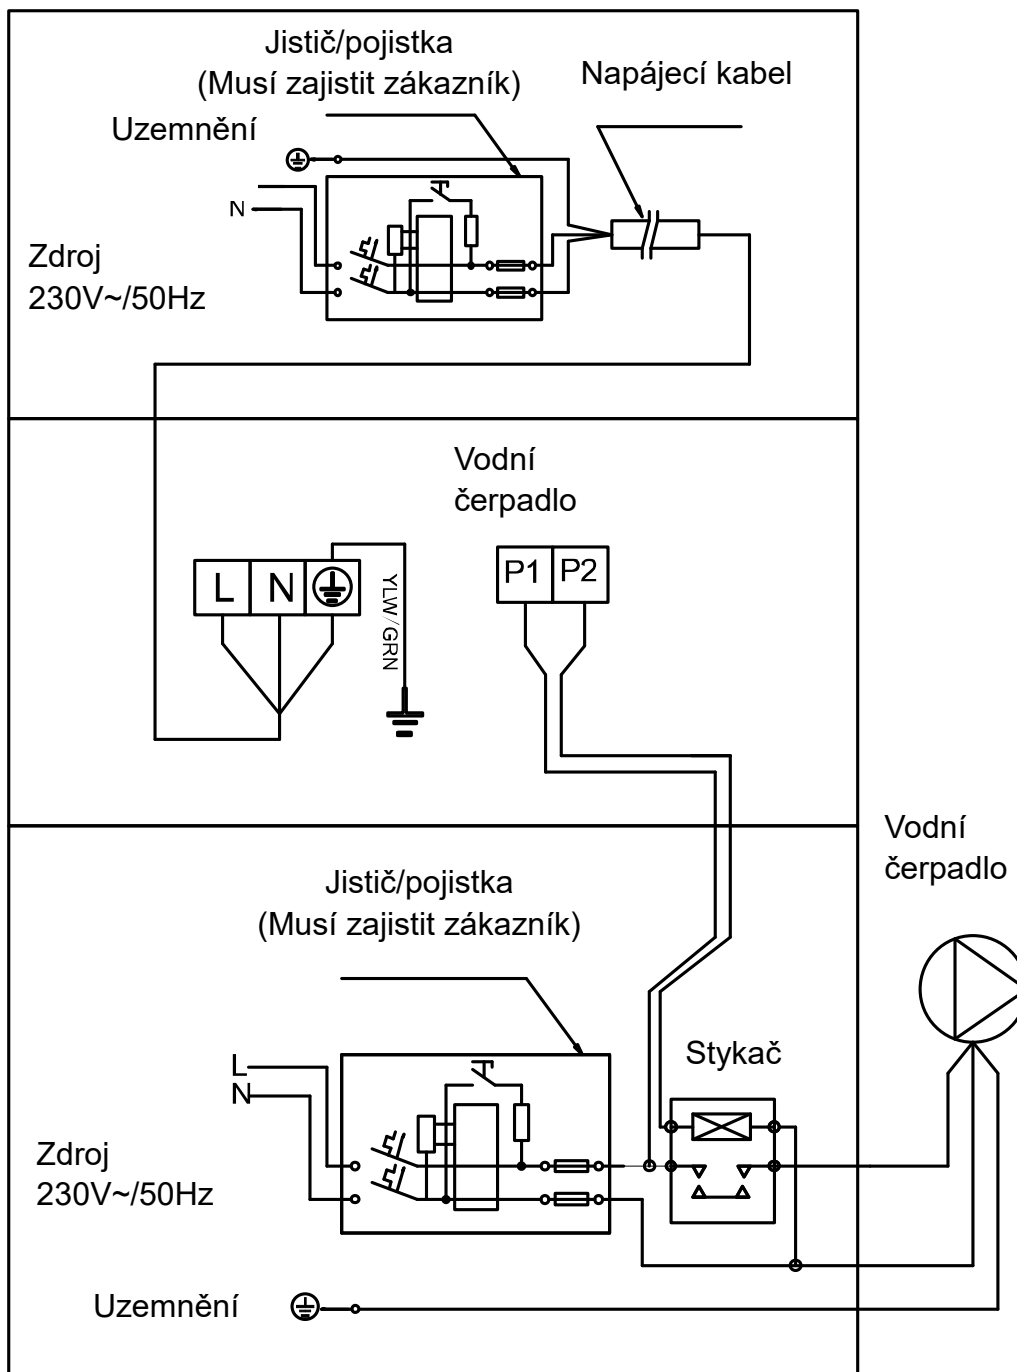 Jistič/pojistka
(Musí zajistit zákazník)
Napájecí kabel
Uzemnění
N
Zdroj
230V~/50Hz
Vodní
čerpadlo
L N
P1 P2
YLW/GRN
Vodní
čerpadlo
Jistič/pojistka
(Musí zajistit zákazník)
Stykač
L
N
Zdroj
230V~/50Hz
Uzemnění